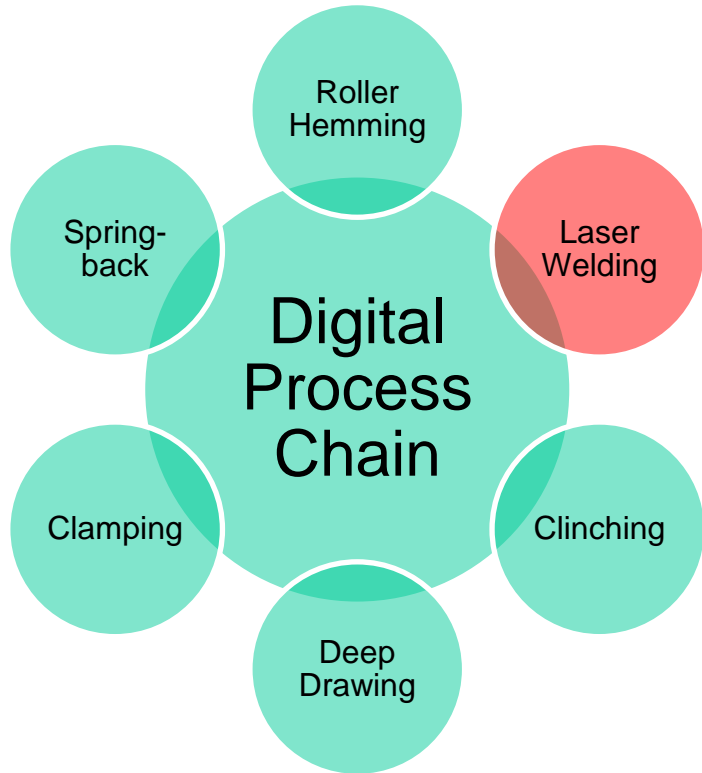 Roller
Hemming
Spring-
back
Laser
Welding
Digital
Process
Chain
Clamping
Clinching
Deep
Drawing